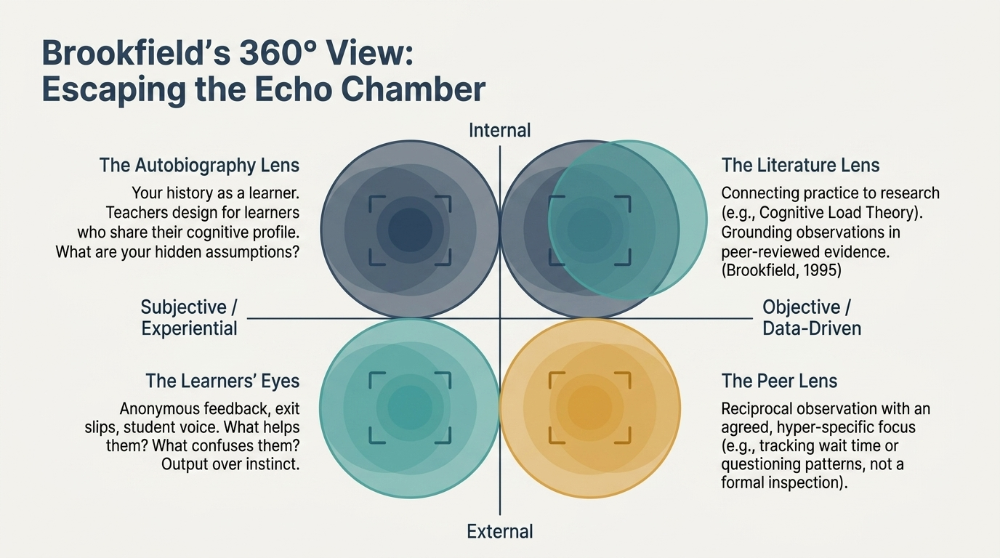 Brookfield’s 360° View:
Escaping the Echo Chamber
Internal
The Autobiography Lens
Your history as a learner.
Teachers design for learners
who share their cognitive profile.
What are your hidden assumptions?
The Literature Lens
Connecting practice to research
(e.g., Cognitive Load Theory).
Grounding observations in
peer-reviewed evidence.
(Brookfield, 1995)
Subjective /
Experiential
Objective /
Data-Driven
The Learners’ Eyes
Anonymous feedback, exit
slips, student voice. What helps
them? What confuses them?
Output over instinct.
The Peer Lens
Reciprocal observation with an
agreed, hyper-specific focus
(e.g., tracking wait time or
questioning patterns, not a
formal inspection).
External